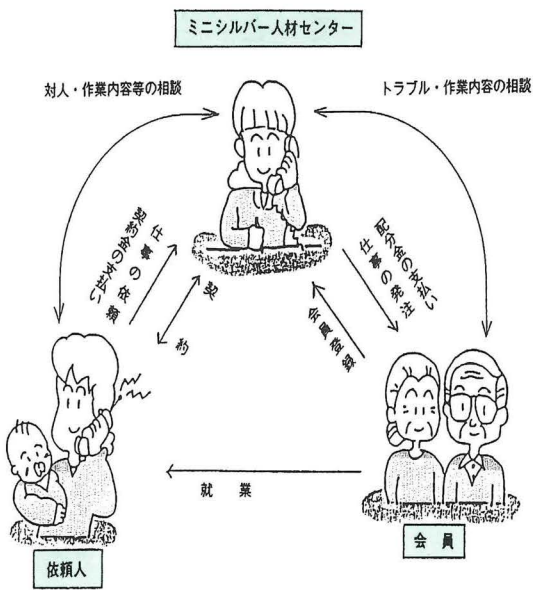 ミニシルバー人材センター
対人・作業内容等の相談
トラブル・作業内容の相談
仕事の依頼
契約金の支払い
契約
配分金の支払い
仕事の発注
会員登録
就業
会員
依頼人